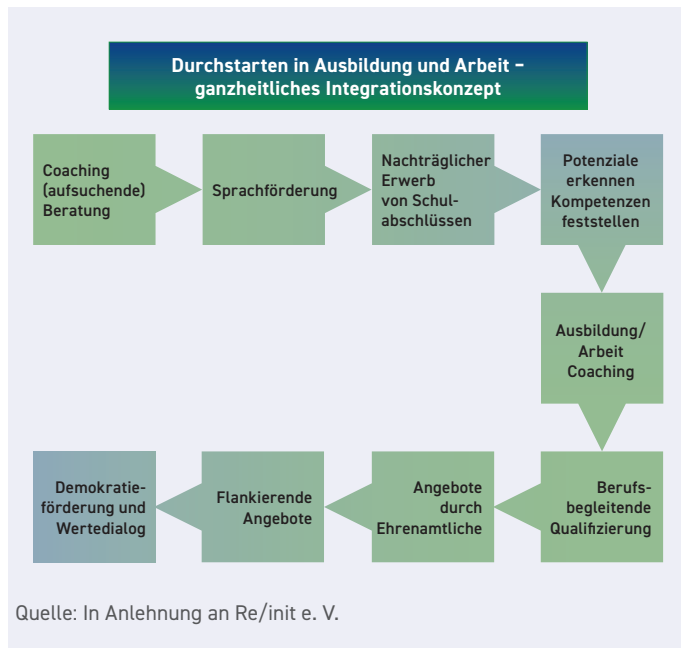 Durchstarten in Ausbildung und Arbeit –
ganzheitliches Integrationskonzept
Coaching
(aufsuchende)
Beratung
Sprachförderung
Nachträglicher
Erwerb
von Schul-
abschlüssen
Potenziale
erkennen
Kompetenzen
feststellen
Ausbildung/
Arbeit
Coaching
Berufs-
begleitende
Qualifizierung
Angebote
durch
Ehrenamtliche
Flankierende
Angebote
Demokratie-
förderung und
Wertedialog
Quelle: In Anlehnung an Re/init e. V.